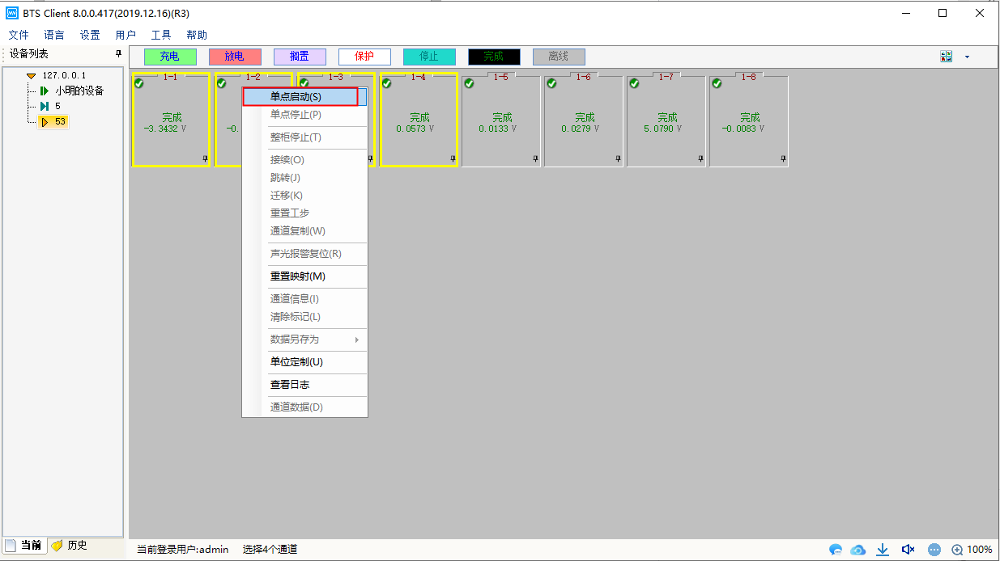 BTS Client 8.0.0.417(2019.12.16)(R3)
文件 语言 设置 用户 工具 帮助
设备列表
充电 放电 搁置 保护 停止 完成 离线
127.0.0.1
小明的设备
5
53
1-1 1-2 1-3 1-4 1-5 1-6 1-7 1-8
完成 完成 完成 完成 完成 完成
-3.3432 V -0. 0.0573 V 0.0133 V 0.0279 V 5.0790 V -0.0083 V
单点启动(S)
单点停止(P)
整柜停止(T)
接续(O)
跳转(J)
迁移(K)
重置工步
通道复制(W)
声光报警复位(R)
重置映射(M)
通道信息(I)
清除标记(L)
数据另存为
单位定制(U)
查看日志
通道数据(D)
当前 历史
当前登录用户:admin 选择4个通道
100%